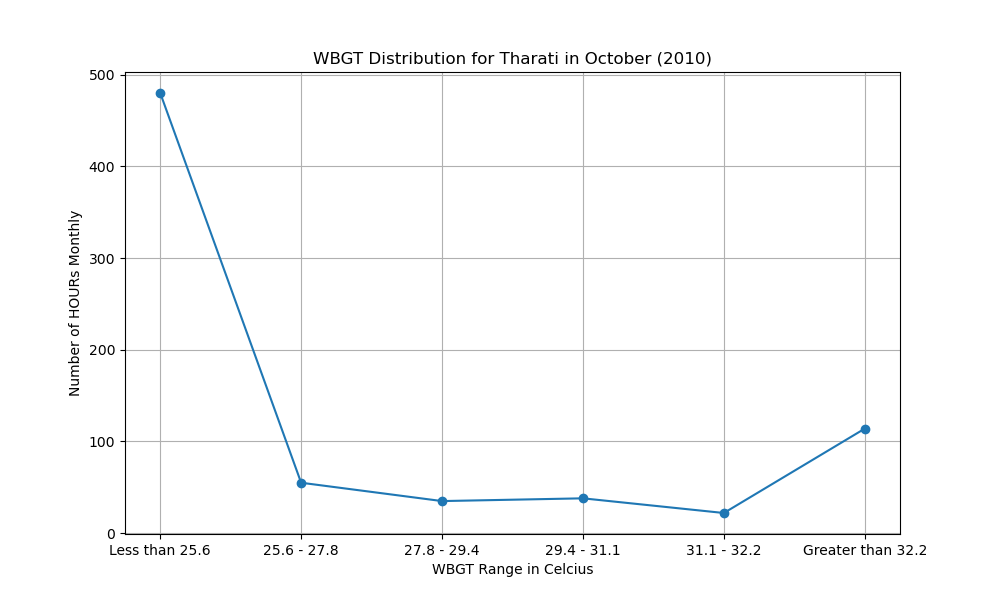 WBGT Distribution for Tharati in October (2010)
500
400
300
200
100
0
Number of HOURs Monthly
Less than 25.6
25.6 - 27.8
27.8 - 29.4
29.4 - 31.1
31.1 - 32.2
Greater than 32.2
WBGT Range in Celcius